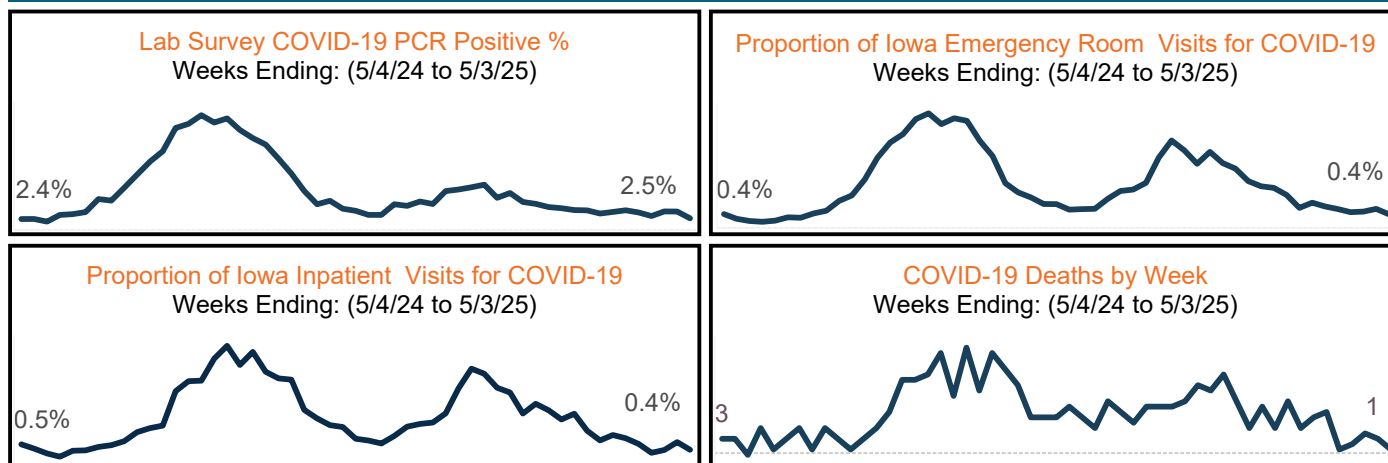 Lab Survey COVID-19 PCR Positive %
Weeks Ending: (5/4/24 to 5/3/25)
2.4%
2.5%
Proportion of Iowa Emergency Room  Visits for COVID-19
Weeks Ending: (5/4/24 to 5/3/25)
0.4%
0.4%
Proportion of Iowa Inpatient  Visits for COVID-19
Weeks Ending: (5/4/24 to 5/3/25)
0.5%
0.4%
COVID-19 Deaths by Week
Weeks Ending: (5/4/24 to 5/3/25)
3
1